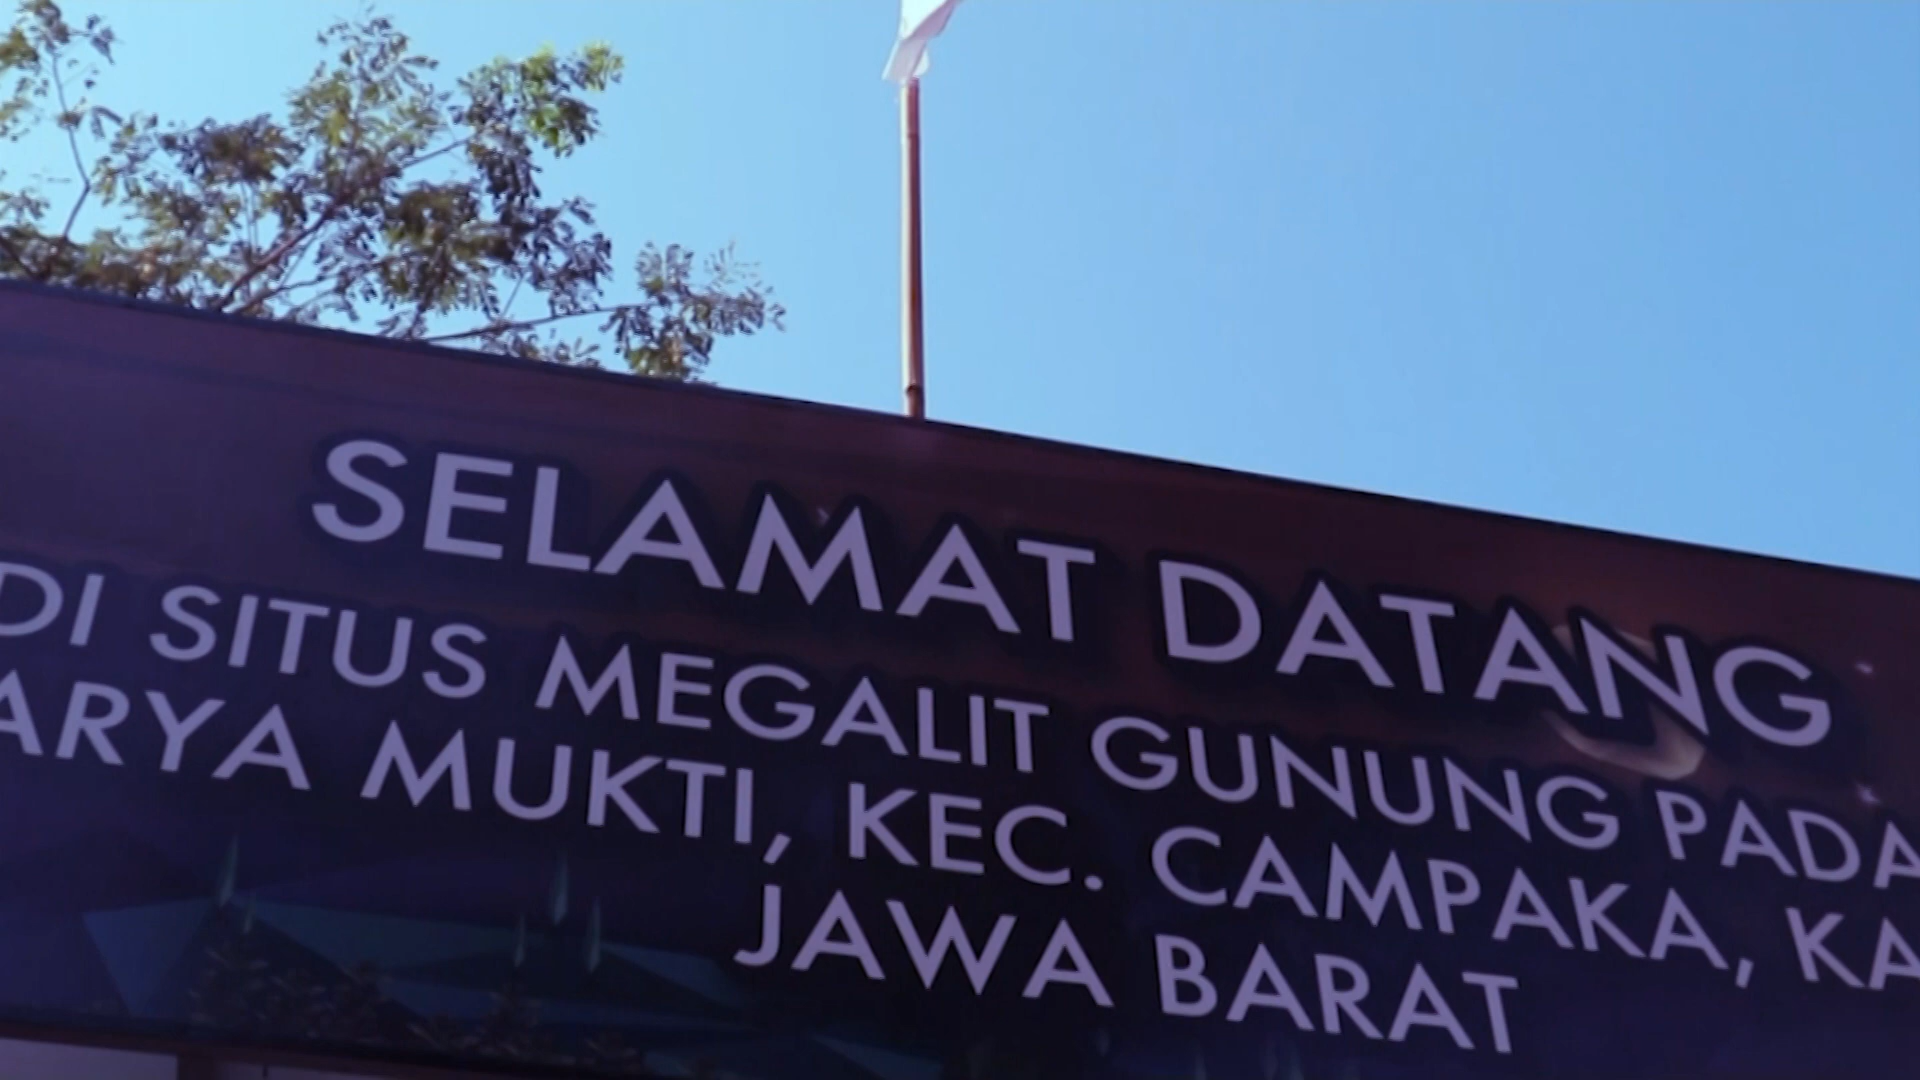 SELAMAT DATANG
DI SITUS MEGALIT GUNUNG PADA
ARYA MUKTI, KEC. CAMPAKA, KA
JAWA BARAT